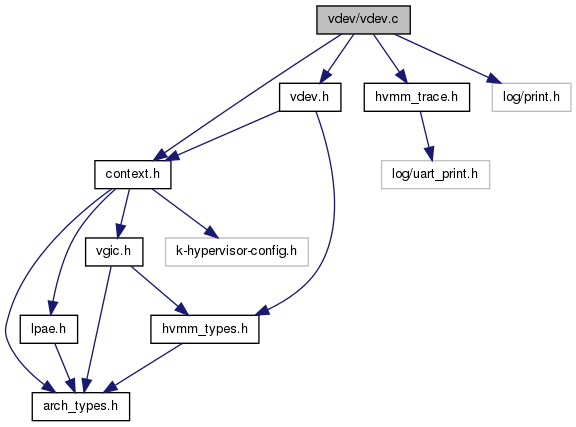 vdev/vdev.c
vdev.h
hvmm_trace.h
log/print.h
context.h
log/uart_print.h
vgic.h
k-hypervisor-config.h
lpae.h
hvmm_types.h
arch_types.h